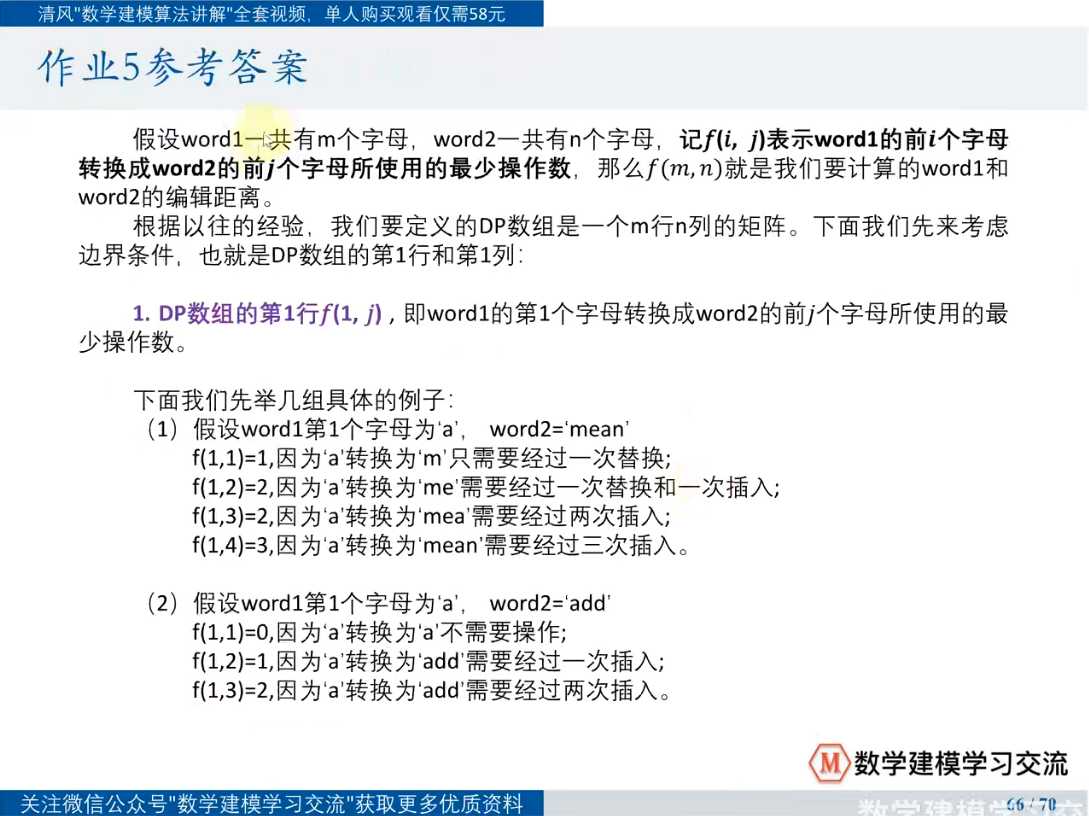 清风"数学建模算法讲解"全套视频，单人购买观看仅需58元
作业5参考答案
假设word1一共有m个字母，word2一共有n个字母，记f(i, j)表示word1的前i个字母
转换成word2的前j个字母所使用的最少操作数，那么f(m,n)就是我们要计算的word1和
word2的编辑距离。
根据以往的经验，我们要定义的DP数组是一个m行n列的矩阵。下面我们先来考虑
边界条件，也就是DP数组的第1行和第1列：
1. DP数组的第1行f(1, j) , 即word1的第1个字母转换成word2的前j个字母所使用的最
少操作数。
下面我们先举几组具体的例子：
（1）假设word1第1个字母为‘a’， word2=‘mean’
f(1,1)=1,因为‘a’转换为‘m’只需要经过一次替换;
f(1,2)=2,因为‘a’转换为‘me’需要经过一次替换和一次插入;
f(1,3)=2,因为‘a’转换为‘mea’需要经过两次插入;
f(1,4)=3,因为‘a’转换为‘mean’需要经过三次插入。
（2）假设word1第1个字母为‘a’， word2=‘add’
f(1,1)=0,因为‘a’转换为‘a’不需要操作;
f(1,2)=1,因为‘a’转换为‘add’需要经过一次插入;
f(1,3)=2,因为‘a’转换为‘add’需要经过两次插入。
M 数学建模学习交流
关注微信公众号"数学建模学习交流"获取更多优质资料
数学建模学习交
66 / 70